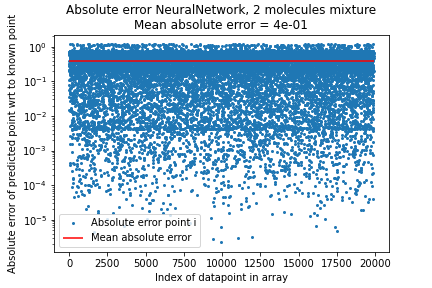 Absolute error NeuralNetwork, 2 molecules mixture
Mean absolute error = 4e-01
Absolute error of predicted point wrt to known point
10⁰
10⁻¹
10⁻²
10⁻³
10⁻⁴
10⁻⁵
Absolute error point i
Mean absolute error
0 2500 5000 7500 10000 12500 15000 17500 20000
Index of datapoint in array